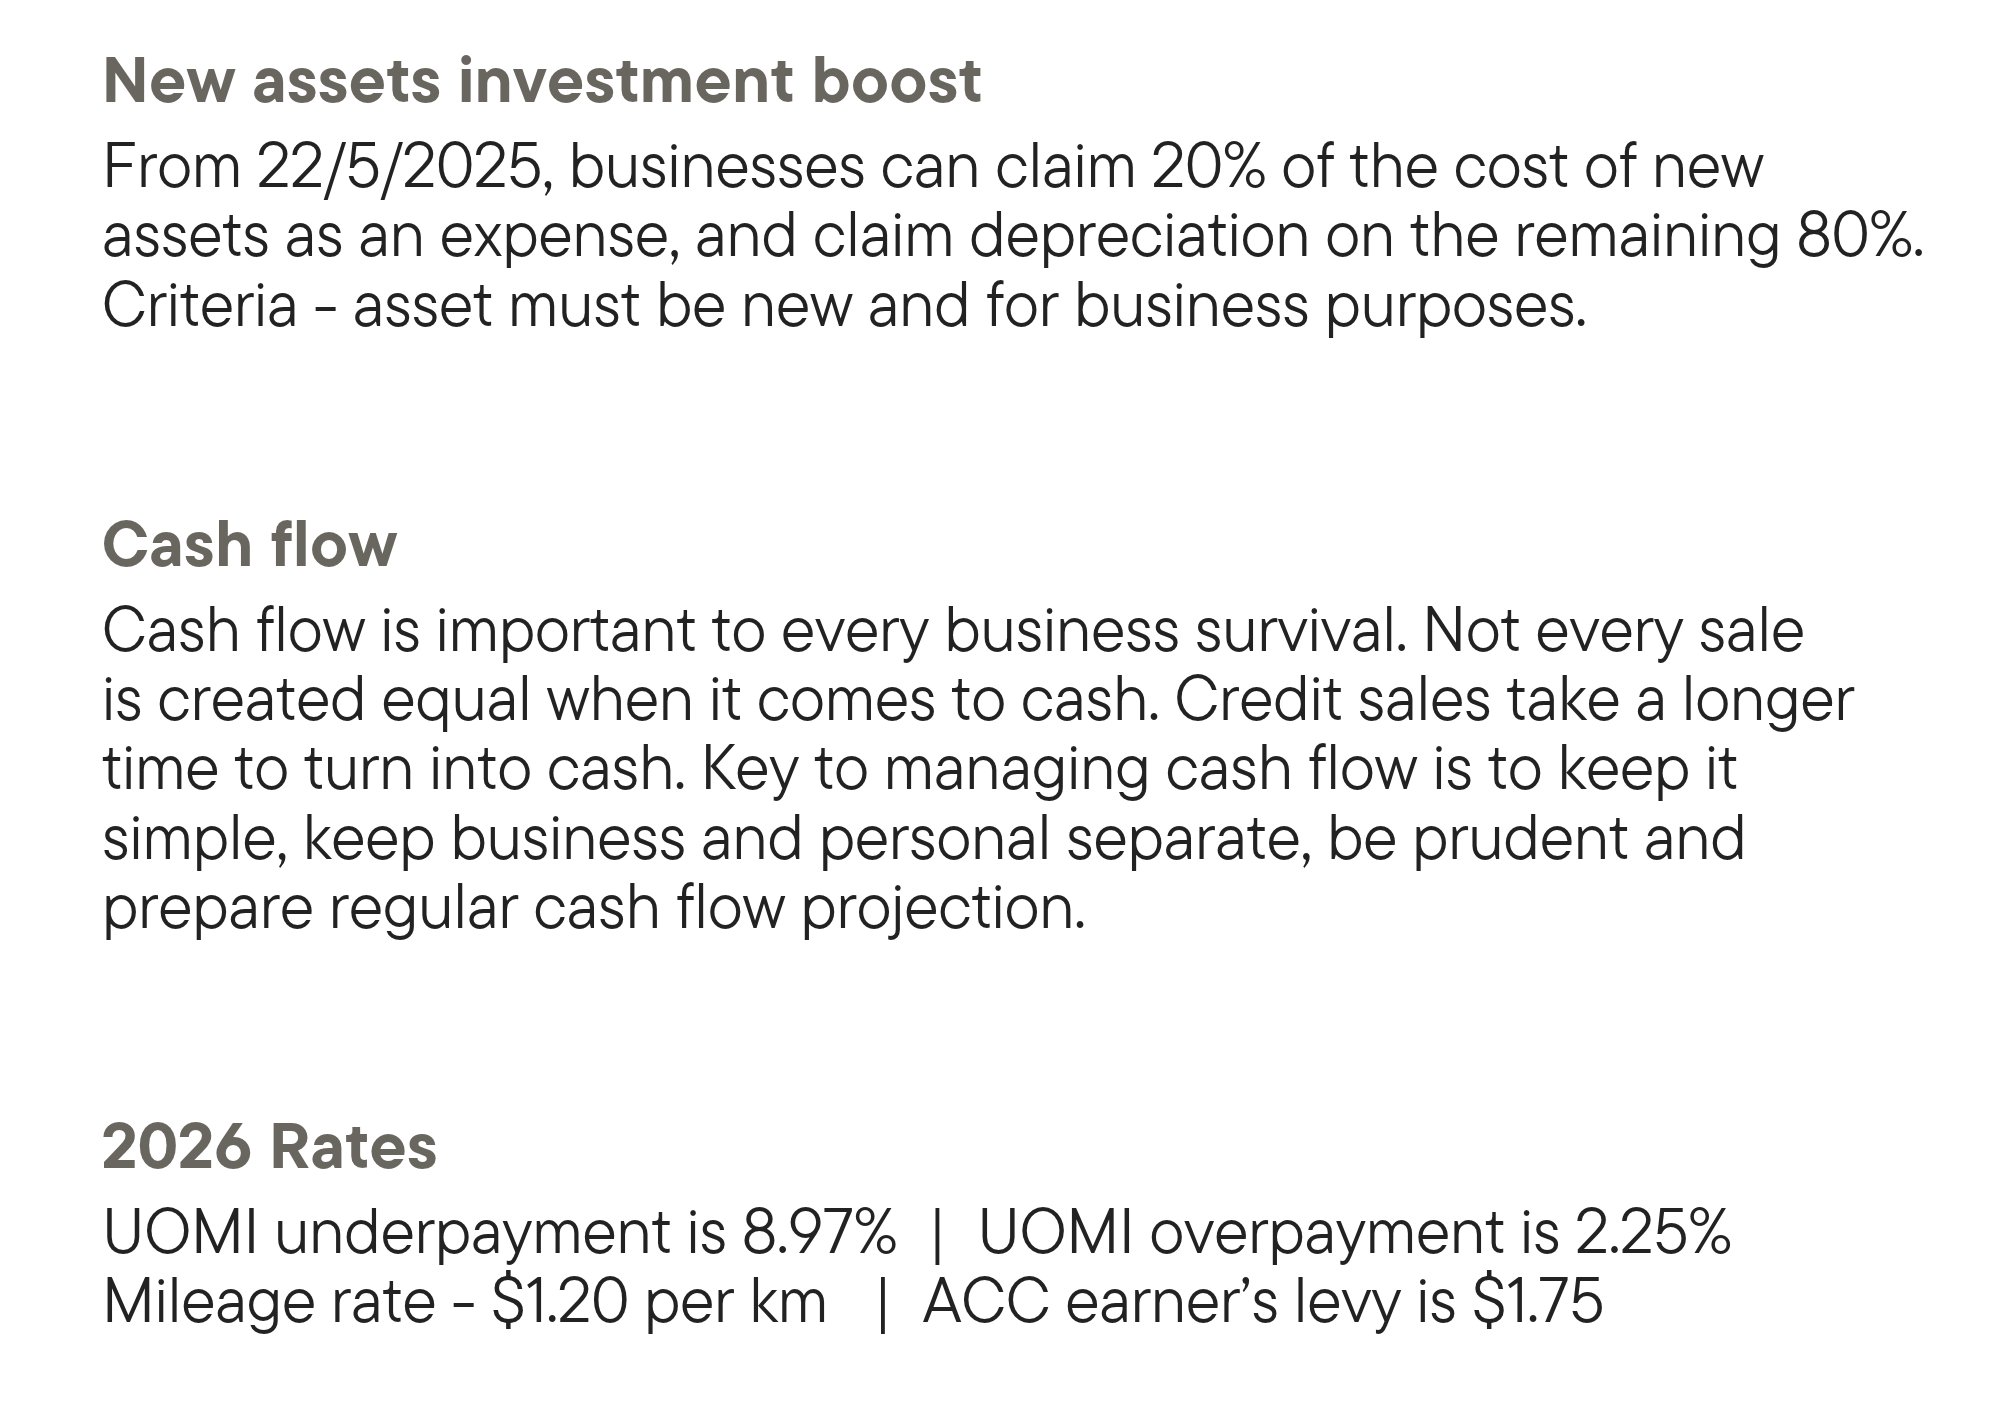 New assets investment boost
From 22/5/2025, businesses can claim 20% of the cost of new
assets as an expense, and claim depreciation on the remaining 80%.
Criteria - asset must be new and for business purposes.
Cash flow
Cash flow is important to every business survival. Not every sale
is created equal when it comes to cash. Credit sales take a longer
time to turn into cash. Key to managing cash flow is to keep it
simple, keep business and personal separate, be prudent and
prepare regular cash flow projection.
2026 Rates
UOMI underpayment is 8.97% | UOMI overpayment is 2.25%
Mileage rate - $1.20 per km | ACC earner’s levy is $1.75